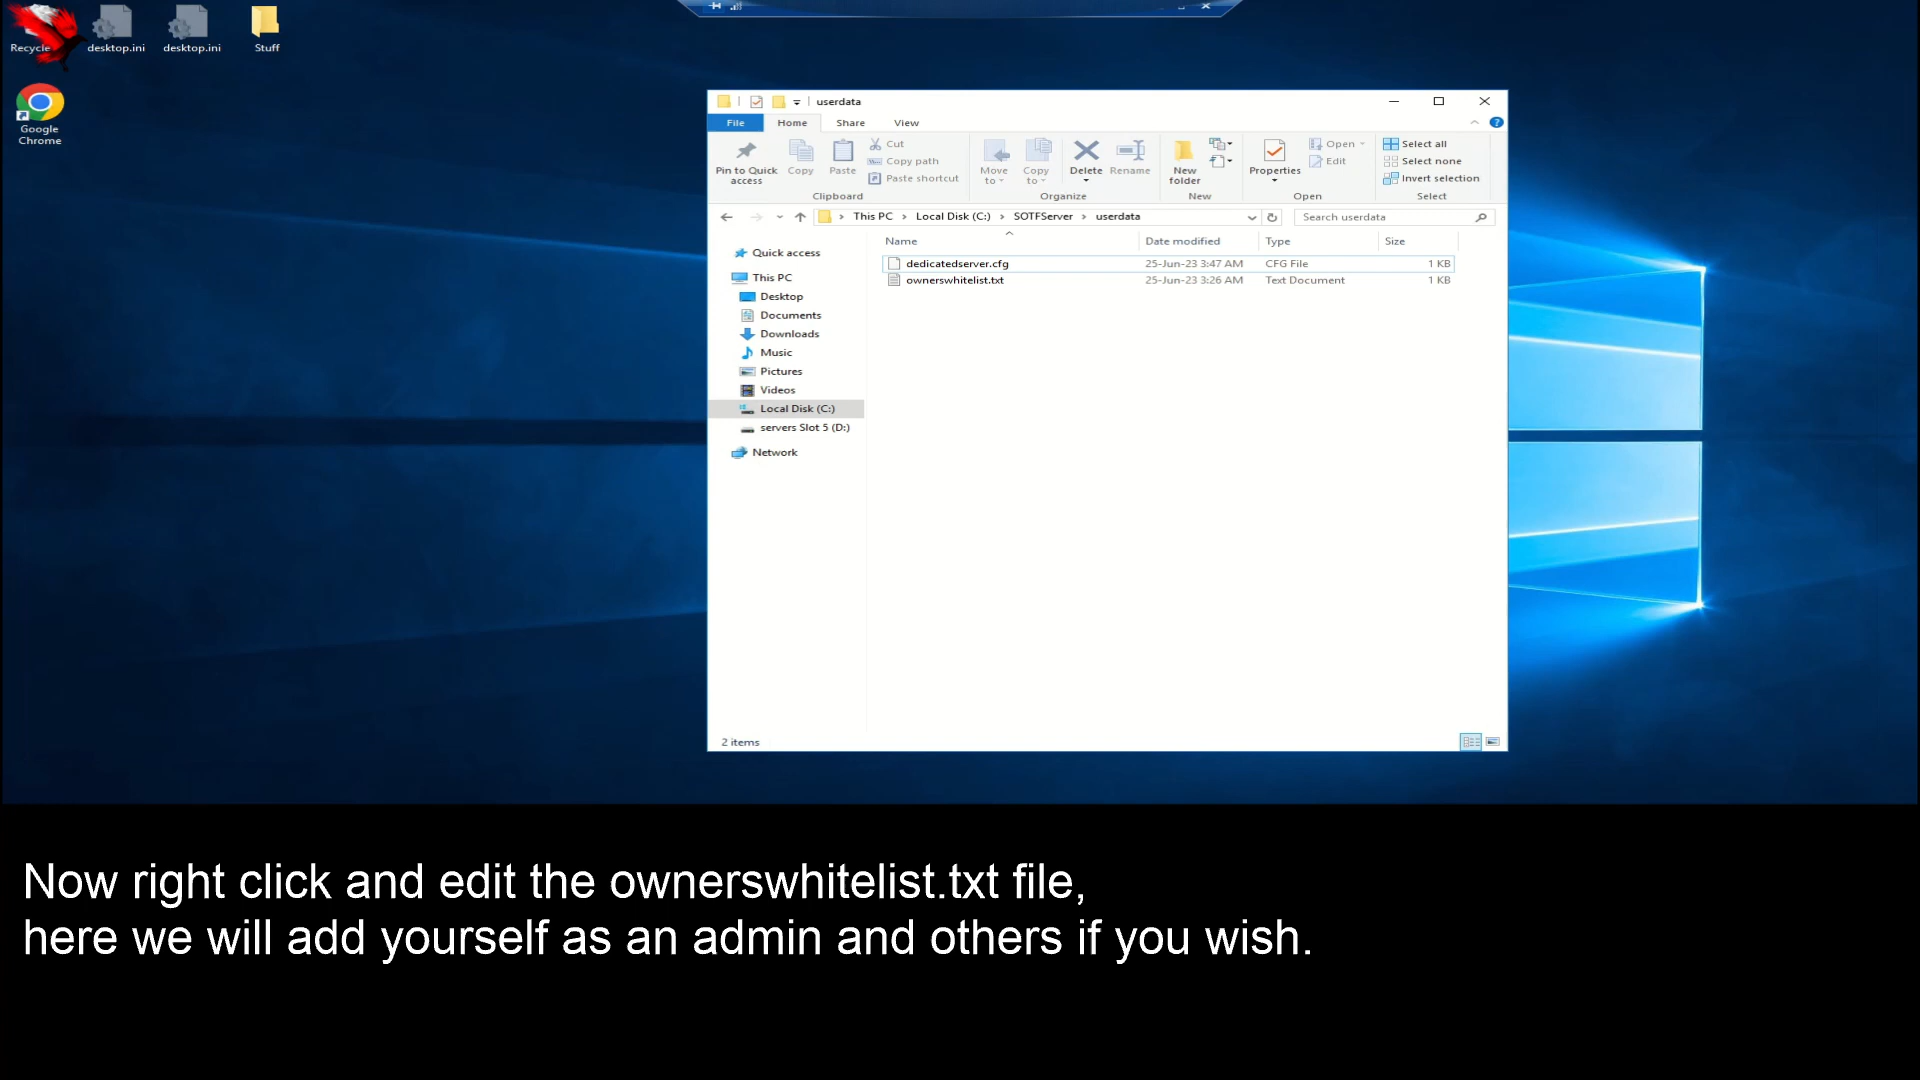 Recycle
desktop.ini
desktop.ini
Stuff
Google
Chrome
userdata
File
Home
Share
View
Pin to Quick
access
Copy
Paste
Cut
Copy path
Paste shortcut
Clipboard
Move
to
Copy
to
Delete
Rename
Organize
New
folder
New
Properties
Open
Edit
Open
Select all
Select none
Invert selection
Select
This PC
Local Disk (C:)
SOTFServer
userdata
Search userdata
Quick access
This PC
Desktop
Documents
Downloads
Music
Pictures
Videos
Local Disk (C:)
servers Slot 5 (D:)
Network
Name Date modified Type Size
dedicatedserver.cfg 25-Jun-23 3:47 AM CFG File 1 KB
ownerswhitelist.txt 25-Jun-23 3:26 AM Text Document 1 KB
2 items
Now right click and edit the ownerswhitelist.txt file,
here we will add yourself as an admin and others if you wish.